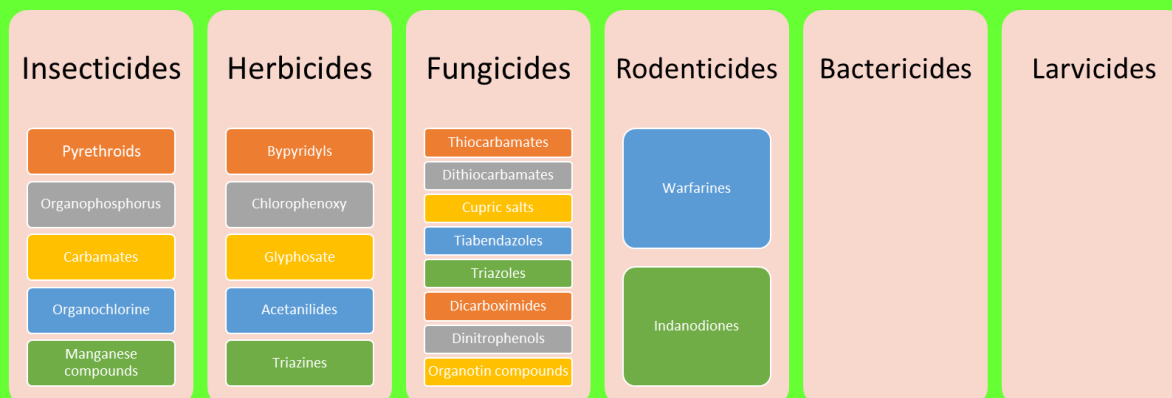 Insecticides
Pyrethroids
Organophosphorus
Carbamates
Organochlorine
Manganese
compounds
Herbicides
Bypyridyls
Chlorophenoxy
Glyphosate
Acetanilides
Triazines
Fungicides
Thiocarbamates
Dithiocarbamates
Cupric salts
Tiabendazoles
Triazoles
Dicarboximides
Dinitrophenols
Organotin compounds
Rodenticides
Warfarines
Indanodiones
Bactericides
Larvicides